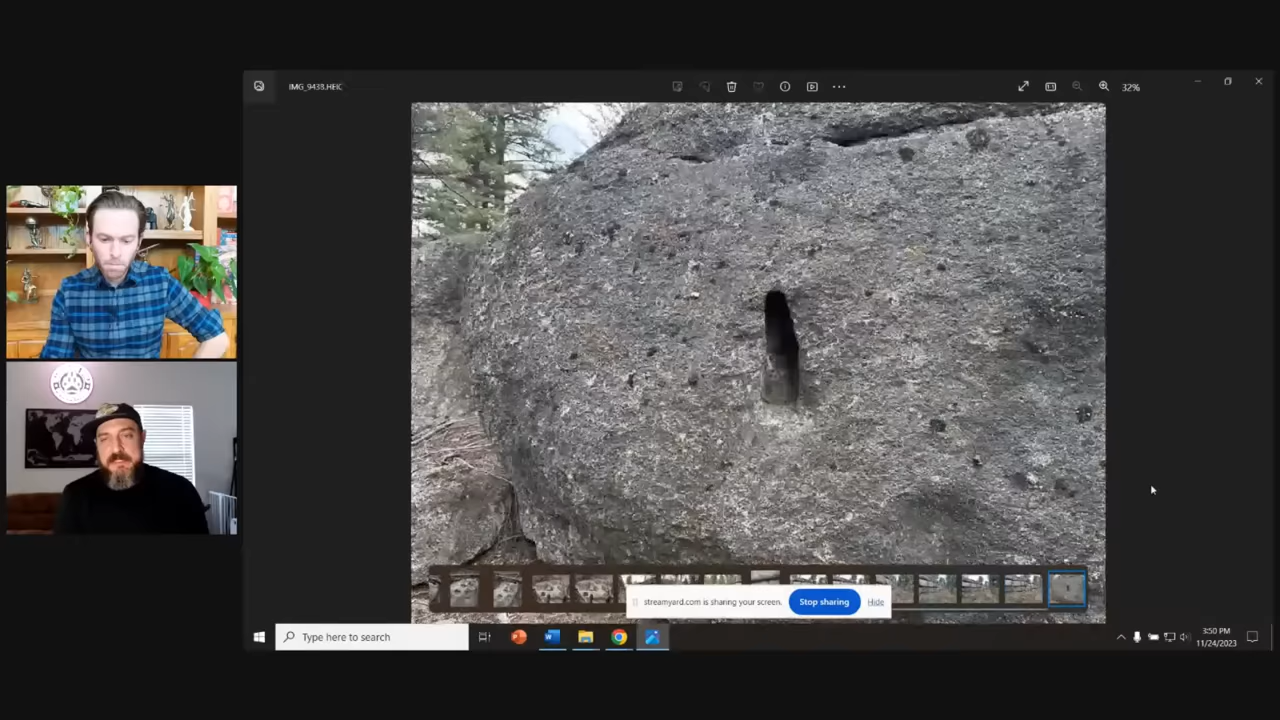 IMG_9438.HEIC
32%
streamyard.com is sharing your screen.
Stop sharing
Hide
Type here to search
3:50 PM
11/24/2023